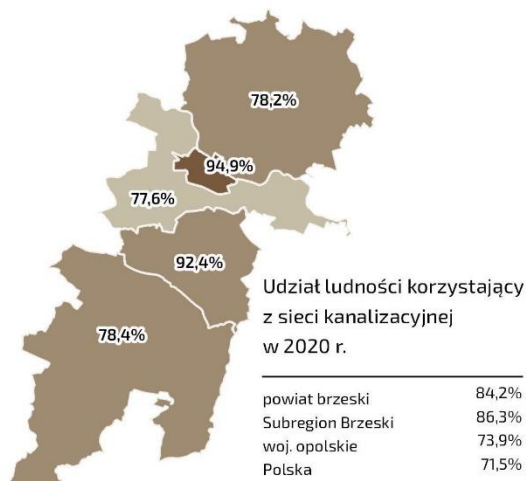 78,2%
94,9%
77,6%
92,4%
78,4%
Udział ludności korzystający
z sieci kanalizacyjnej
w 2020 r.
powiat brzeski 84,2%
Subregion Brzeski 86,3%
woj. opolskie 73,9%
Polska 71,5%